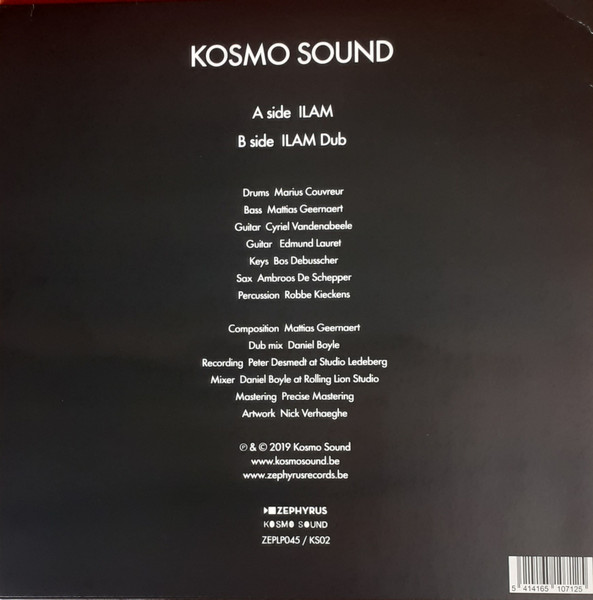 KOSMO SOUND
A side ILAM
B side ILAM Dub
Drums Marius Couvreur
Bass Mattias Geernaert
Guitar Cyriel Vandenabeele
Guitar Edmund Lauret
Keys Bos Debusscher
Sax Ambroos De Schepper
Percussion Robbe Kieckens
Composition Mattias Geernaert
Dub mix Daniel Boyle
Recording Peter Desmedt at Studio Ledeberg
Mixer Daniel Boyle at Rolling Lion Studio
Mastering Precise Mastering
Artwork Nick Verhaeghe
℗ & © 2019 Kosmo Sound
www.kosmosound.be
www.zephyrusrecords.be
ZEPHYRUS
KOSMO SOUND
ZEPLP045 / KS02
5 414165 107125